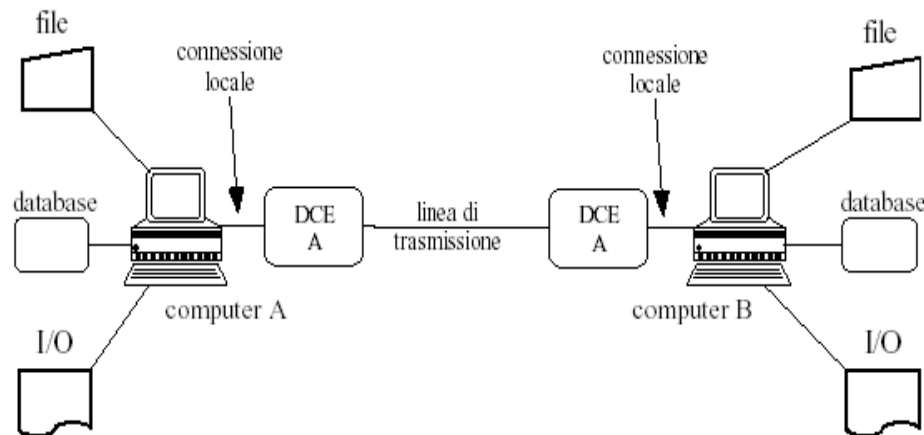 file
connessione
locale
connessione
locale
file
database
DCE
A
linea di
trasmissione
DCE
A
database
computer A
computer B
I/O
I/O